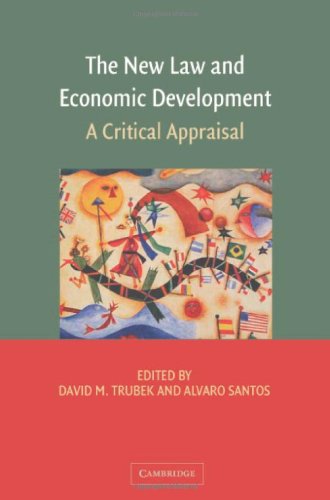 The New Law and
Economic Development
A Critical Appraisal
EDITED BY
DAVID M. TRUBEK AND ALVARO SANTOS
CAMBRIDGE